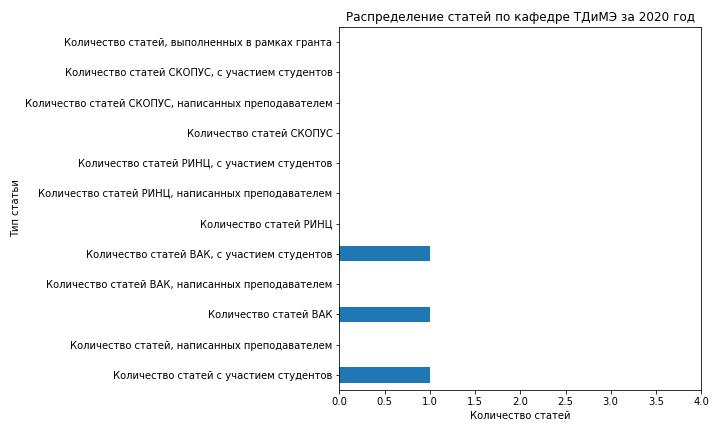 Распределение статей по кафедре ТДиМЭ за 2020 год
Тип статьи
Количество статей, выполненных в рамках гранта
Количество статей СКОПУС, с участием студентов
Количество статей СКОПУС, написанных преподавателем
Количество статей СКОПУС
Количество статей РИНЦ, с участием студентов
Количество статей РИНЦ, написанных преподавателем
Количество статей РИНЦ
Количество статей ВАК, с участием студентов
Количество статей ВАК, написанных преподавателем
Количество статей ВАК
Количество статей, написанных преподавателем
Количество статей с участием студентов
0.0 0.5 1.0 1.5 2.0 2.5 3.0 3.5 4.0
Количество статей